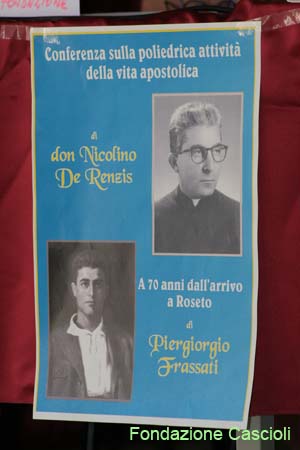 Conferenza sulla poliedrica attività
della vita apostolica
di
don Nicolino
De Renzis
A 70 anni dall'arrivo
a Roseto
di
Piergiorgio
Frassati
Fondazione Cascioli